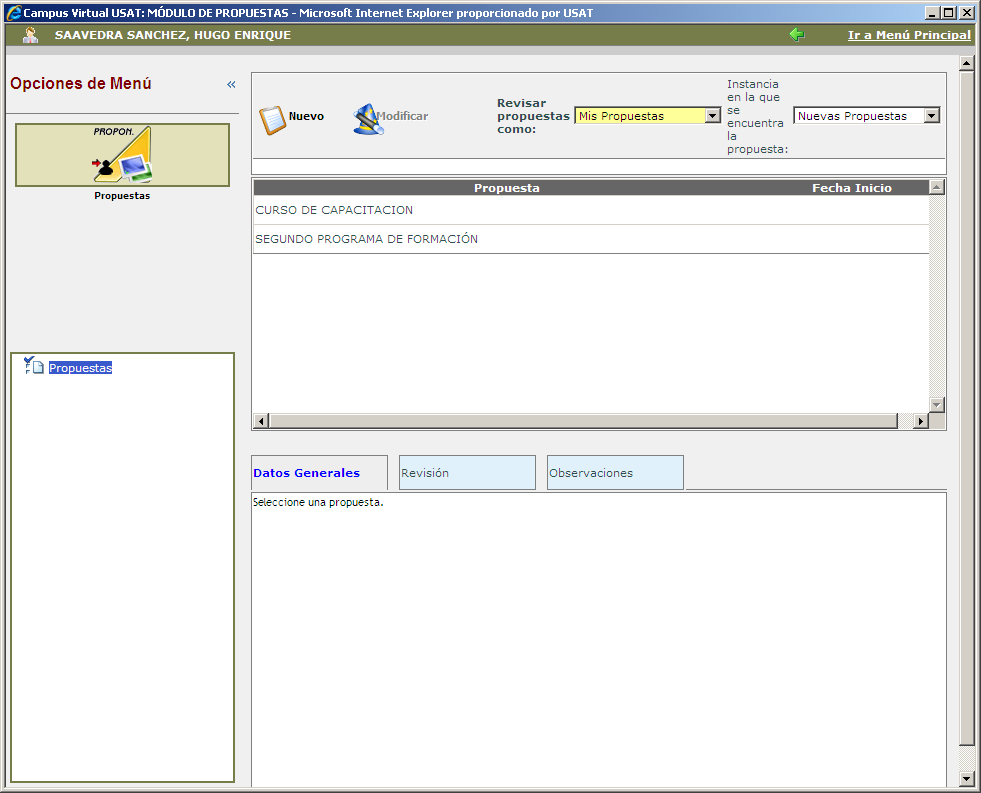 Campus Virtual USAT: MÓDULO DE PROPUESTAS - Microsoft Internet Explorer proporcionado por USAT
SAAVEDRA SANCHEZ, HUGO ENRIQUE
Ir a Menú Principal
Opciones de Menú
«
PROPON.
Propuestas
Propuestas
Nuevo
Modificar
Revisar
propuestas
como:
Mis Propuestas
Instancia
en la que
se
encuentra
la
propuesta:
Nuevas Propuestas
Propuesta
Fecha Inicio
CURSO DE CAPACITACION
SEGUNDO PROGRAMA DE FORMACIÓN
Datos Generales
Revisión
Observaciones
Seleccione una propuesta.